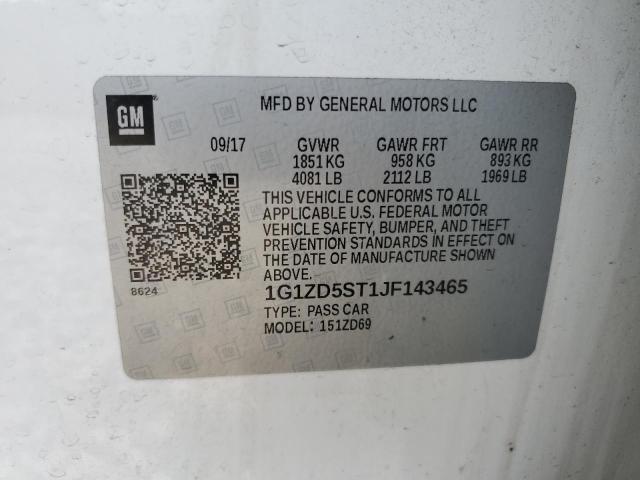 GM
MFD BY GENERAL MOTORS LLC
09/17 GVWR GAWR FRT GAWR RR
1851 KG 958 KG 893 KG
4081 LB 2112 LB 1969 LB
THIS VEHICLE CONFORMS TO ALL
APPLICABLE U.S. FEDERAL MOTOR
VEHICLE SAFETY, BUMPER, AND THEFT
PREVENTION STANDARDS IN EFFECT ON
THE DATE OF MANUFACTURE SHOWN
ABOVE.
8624
1G1ZD5ST1JF143465
TYPE: PASS CAR
MODEL: 151ZD69